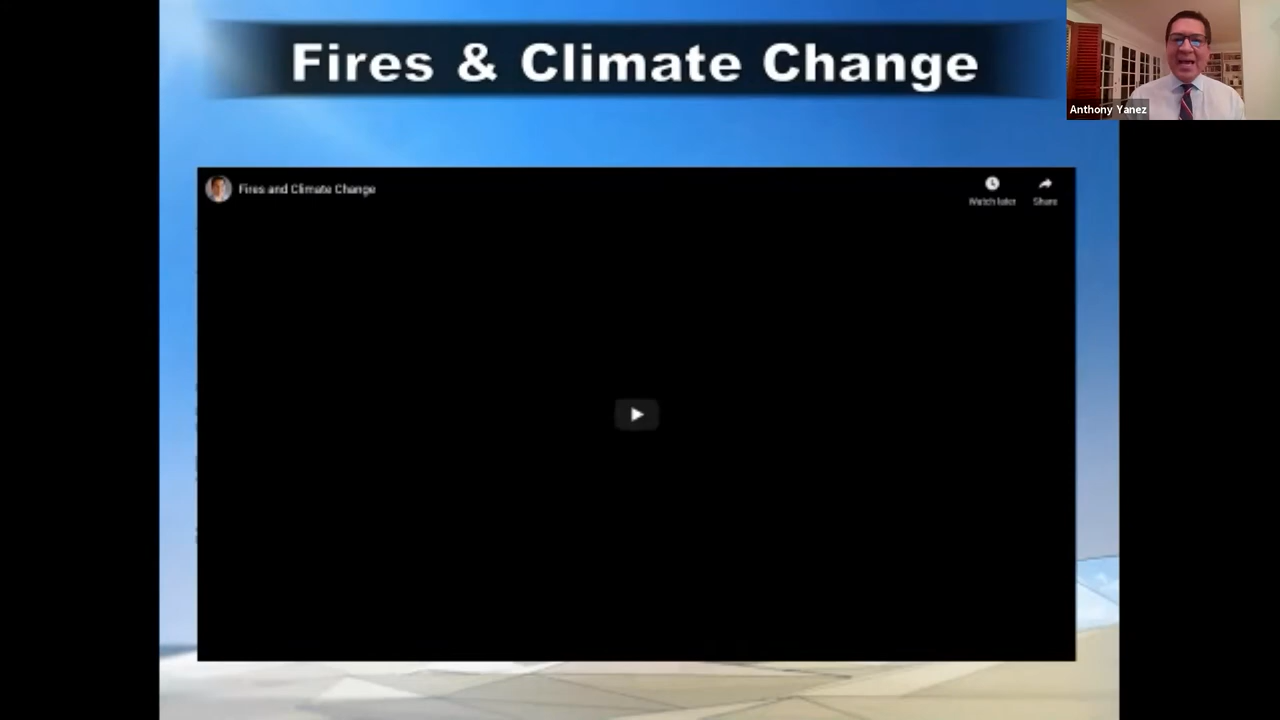 Fires & Climate Change
Anthony Yanez
Fires and Climate Change
Watch later
Share